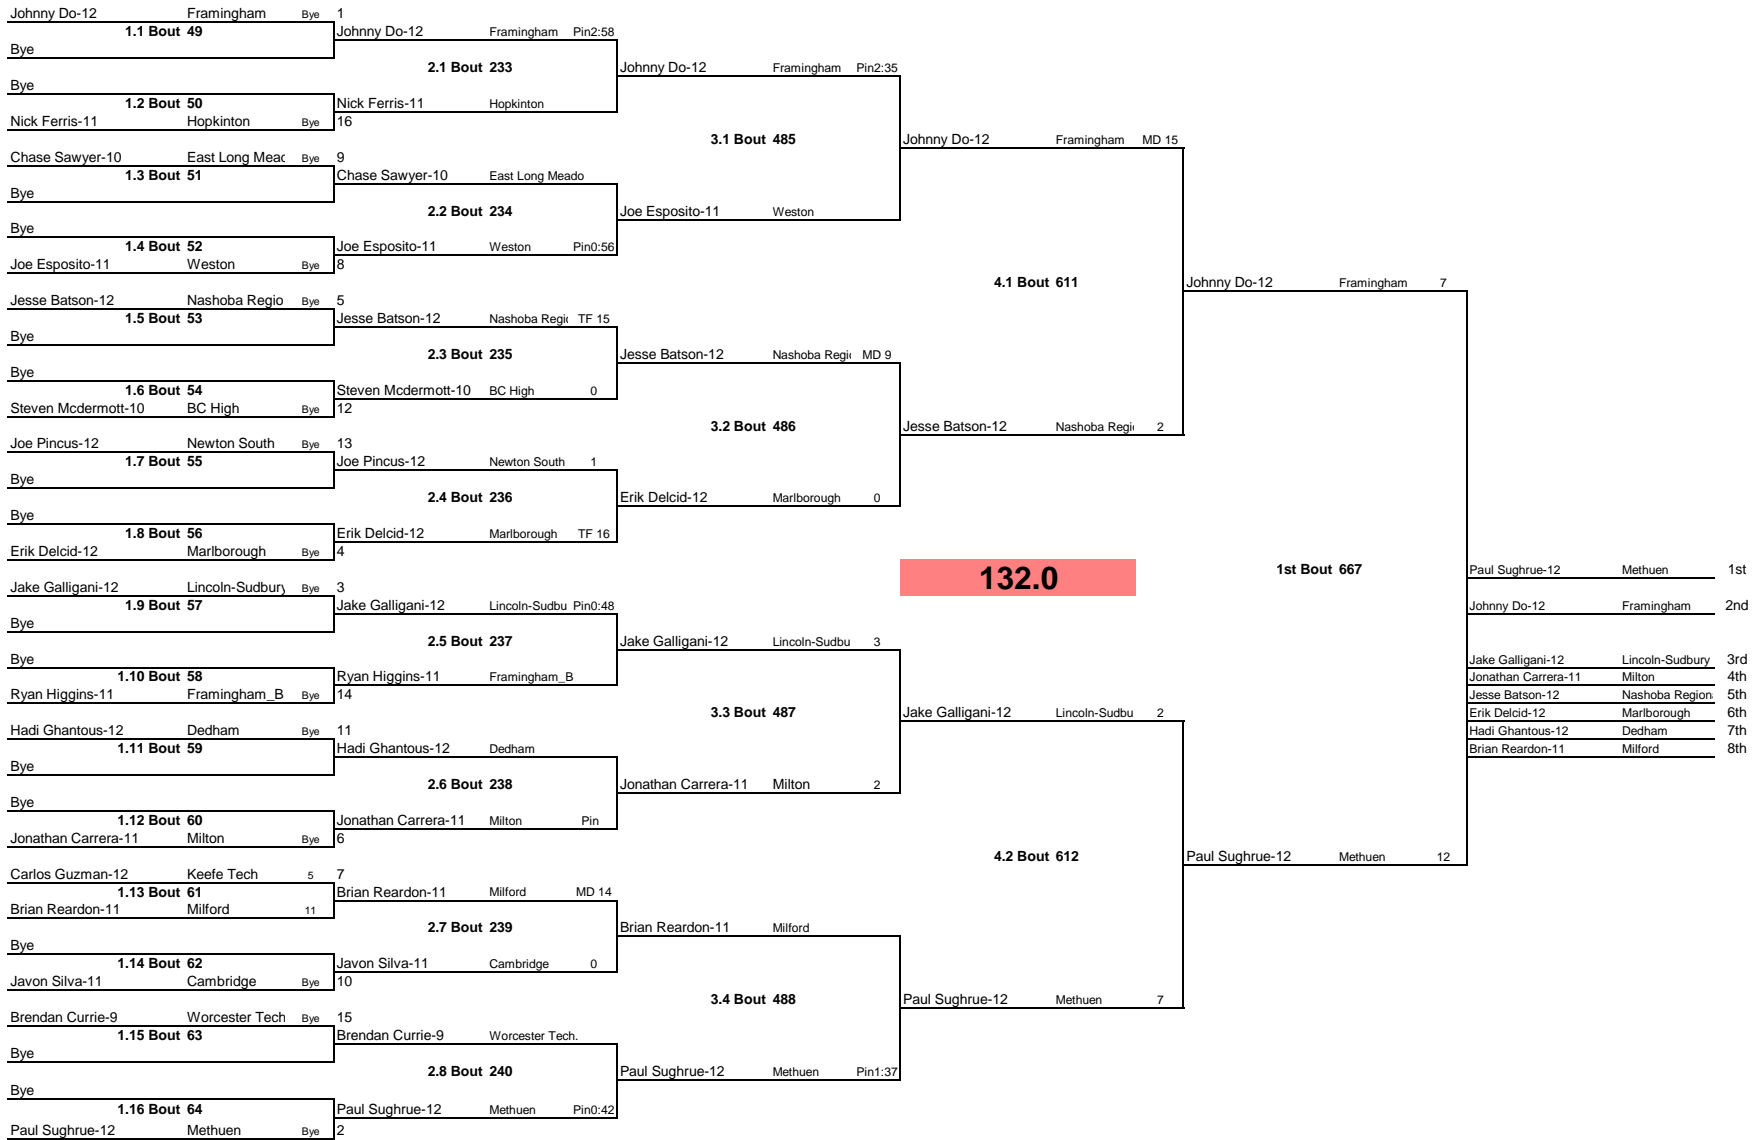 Johnny Do-12 Framingham Bye 1
1.1 Bout 49
Bye
Bye
1.2 Bout 50
Nick Ferris-11 Hopkinton Bye 16
Chase Sawyer-10 East Long Meac Bye 9
1.3 Bout 51
Bye
Bye
1.4 Bout 52
Joe Esposito-11 Weston Bye 8
Jesse Batson-12 Nashoba Regio Bye 5
1.5 Bout 53
Bye
Bye
1.6 Bout 54
Steven Mcdermott-10 BC High Bye 12
Joe Pincus-12 Newton South Bye 13
1.7 Bout 55
Bye
Bye
1.8 Bout 56
Erik Delcid-12 Marlborough Bye 4
Jake Galligani-12 Lincoln-Sudbury Bye 3
1.9 Bout 57
Bye
Bye
1.10 Bout 58
Ryan Higgins-11 Framingham_B Bye 14
Hadi Ghantous-12 Dedham Bye 11
1.11 Bout 59
Bye
Bye
1.12 Bout 60
Jonathan Carrera-11 Milton Bye 6
Carlos Guzman-12 Keefe Tech 5 7
1.13 Bout 61
Brian Reardon-11 Milford 11
Bye
1.14 Bout 62
Javon Silva-11 Cambridge Bye 10
Brendan Currie-9 Worcester Tech Bye 15
1.15 Bout 63
Bye
Bye
1.16 Bout 64
Paul Sughrue-12 Methuen Bye 2
Johnny Do-12 Framingham Pin2:58
2.1 Bout 233
Nick Ferris-11 Hopkinton
Chase Sawyer-10 East Long Meado
2.2 Bout 234
Joe Esposito-11 Weston Pin0:56
Jesse Batson-12 Nashoba Regi TF 15
2.3 Bout 235
Steven Mcdermott-10 BC High 0
Joe Pincus-12 Newton South 1
2.4 Bout 236
Erik Delcid-12 Marlborough TF 16
Jake Galligani-12 Lincoln-Sudbu Pin0:48
2.5 Bout 237
Ryan Higgins-11 Framingham_B
Hadi Ghantous-12 Dedham
2.6 Bout 238
Jonathan Carrera-11 Milton Pin
Brian Reardon-11 Milford MD 14
2.7 Bout 239
Javon Silva-11 Cambridge 0
Brendan Currie-9 Worcester Tech.
2.8 Bout 240
Paul Sughrue-12 Methuen Pin0:42
Johnny Do-12 Framingham Pin2:35
3.1 Bout 485
Joe Esposito-11 Weston
Jesse Batson-12 Nashoba Regi MD 9
3.2 Bout 486
Erik Delcid-12 Marlborough 0
Jake Galligani-12 Lincoln-Sudbu 3
3.3 Bout 487
Jonathan Carrera-11 Milton 2
Brian Reardon-11 Milford
3.4 Bout 488
Paul Sughrue-12 Methuen Pin1:37
Johnny Do-12 Framingham MD 15
4.1 Bout 611
Jesse Batson-12 Nashoba Regi 2
132.0
Jake Galligani-12 Lincoln-Sudbu 2
4.2 Bout 612
Paul Sughrue-12 Methuen 7
Johnny Do-12 Framingham 7
1st Bout 667
Paul Sughrue-12 Methuen 12
Paul Sughrue-12 Methuen 1st
Johnny Do-12 Framingham 2nd
Jake Galligani-12 Lincoln-Sudbury 3rd
Jonathan Carrera-11 Milton 4th
Jesse Batson-12 Nashoba Region 5th
Erik Delcid-12 Marlborough 6th
Hadi Ghantous-12 Dedham 7th
Brian Reardon-11 Milford 8th